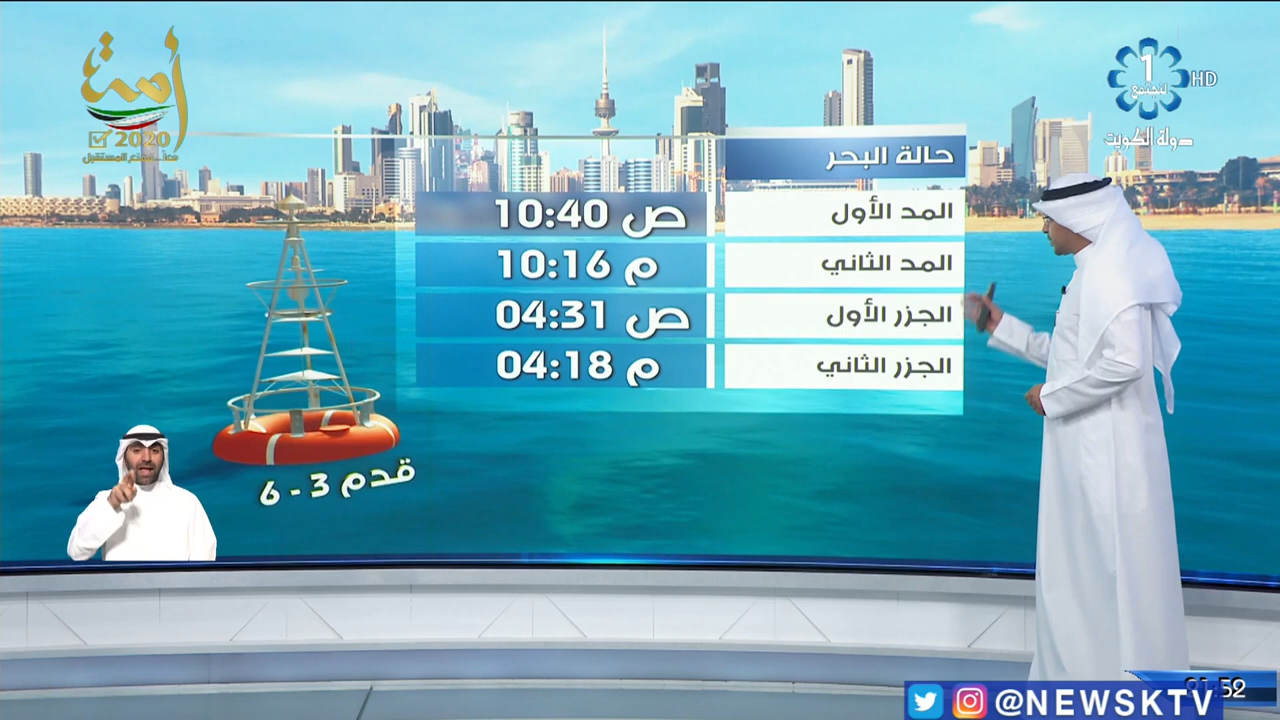 أمة
2020
1
HD
دولة الكويت
حالة البحر
المد الأول 10:40 ص
المد الثاني 10:16 م
الجزر الأول 04:31 ص
الجزر الثاني 04:18 م
3 - 6 قدم
@NEWSKTV